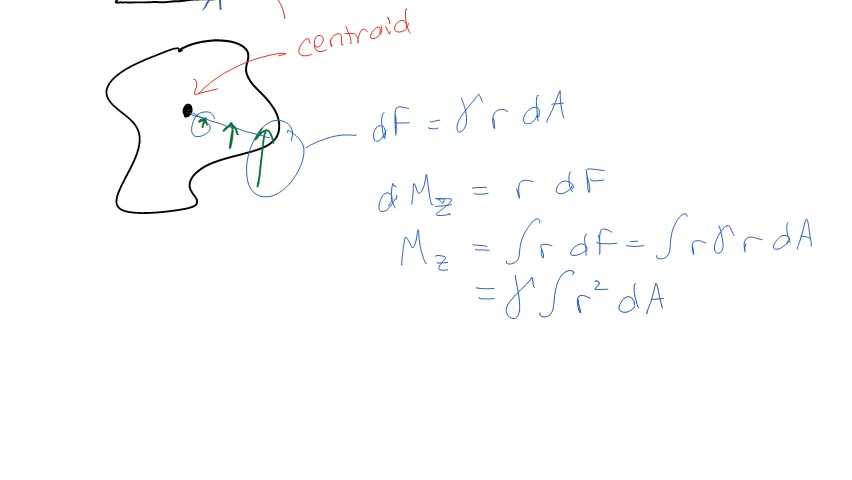 centroid
dF = γ r dA
dM_z = r dF
M_z = ∫ r dF = ∫ r γ r dA
= γ ∫ r² dA